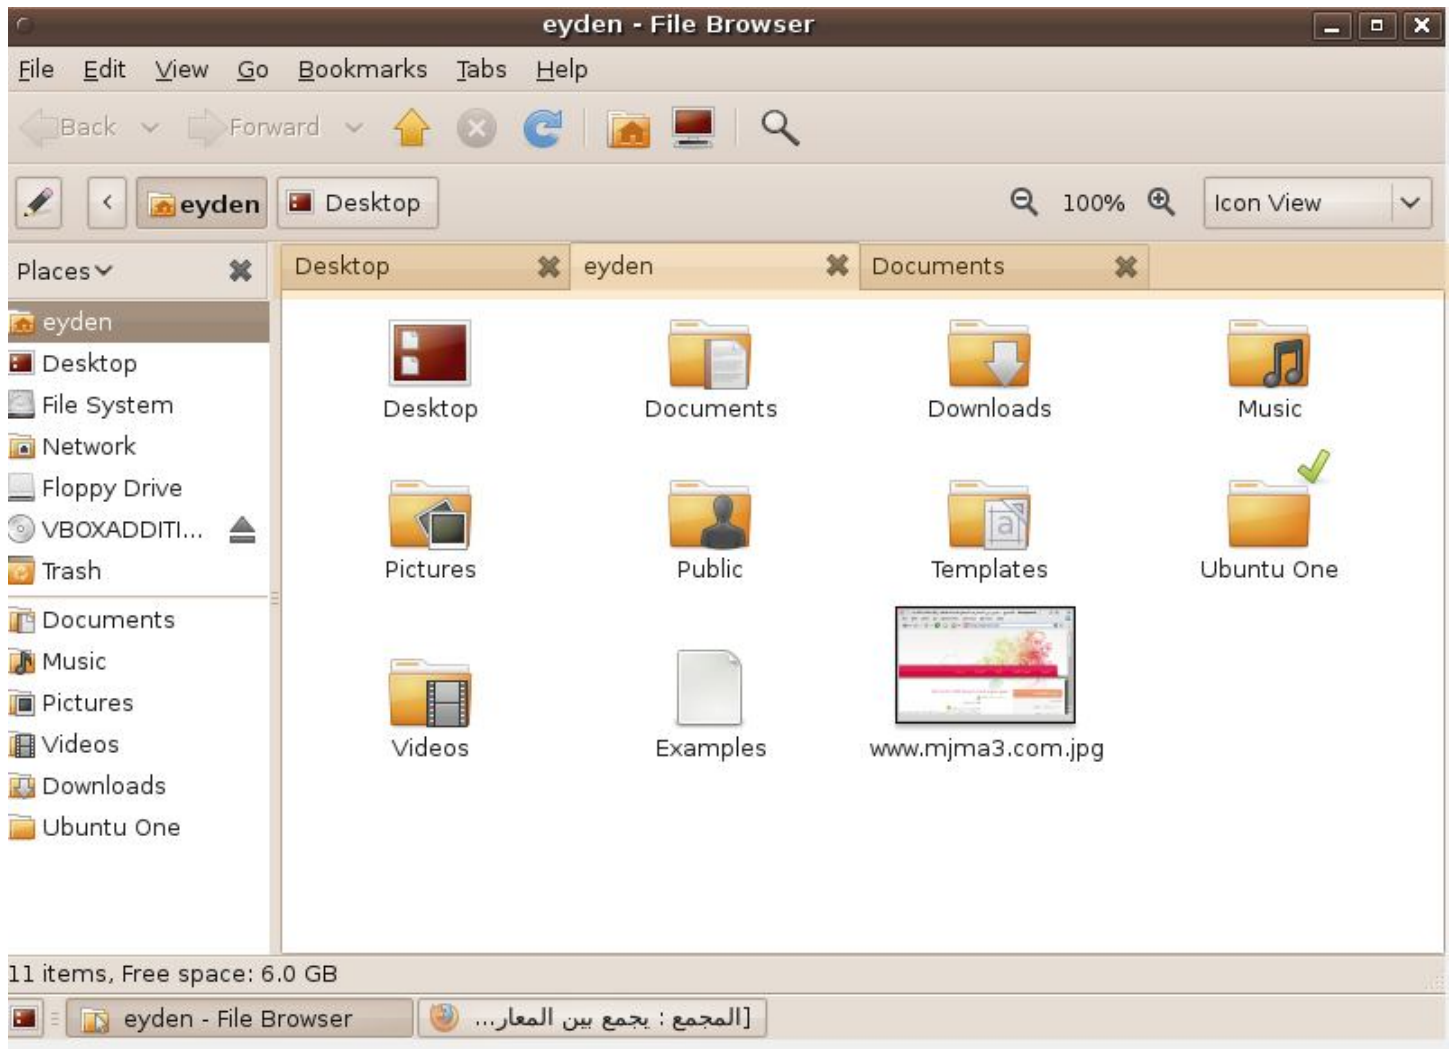 eyden - File Browser
File Edit View Go Bookmarks Tabs Help
Back Forward
eyden Desktop 100% Icon View
Places Desktop eyden Documents
eyden
Desktop
File System
Network
Floppy Drive
VBOXADDITI...
Trash
Documents
Music
Pictures
Videos
Downloads
Ubuntu One
Desktop Documents Downloads Music
Pictures Public Templates Ubuntu One
Videos Examples www.mjma3.com.jpg
11 items, Free space: 6.0 GB
eyden - File Browser [المجمع : يجمع بين المعار...